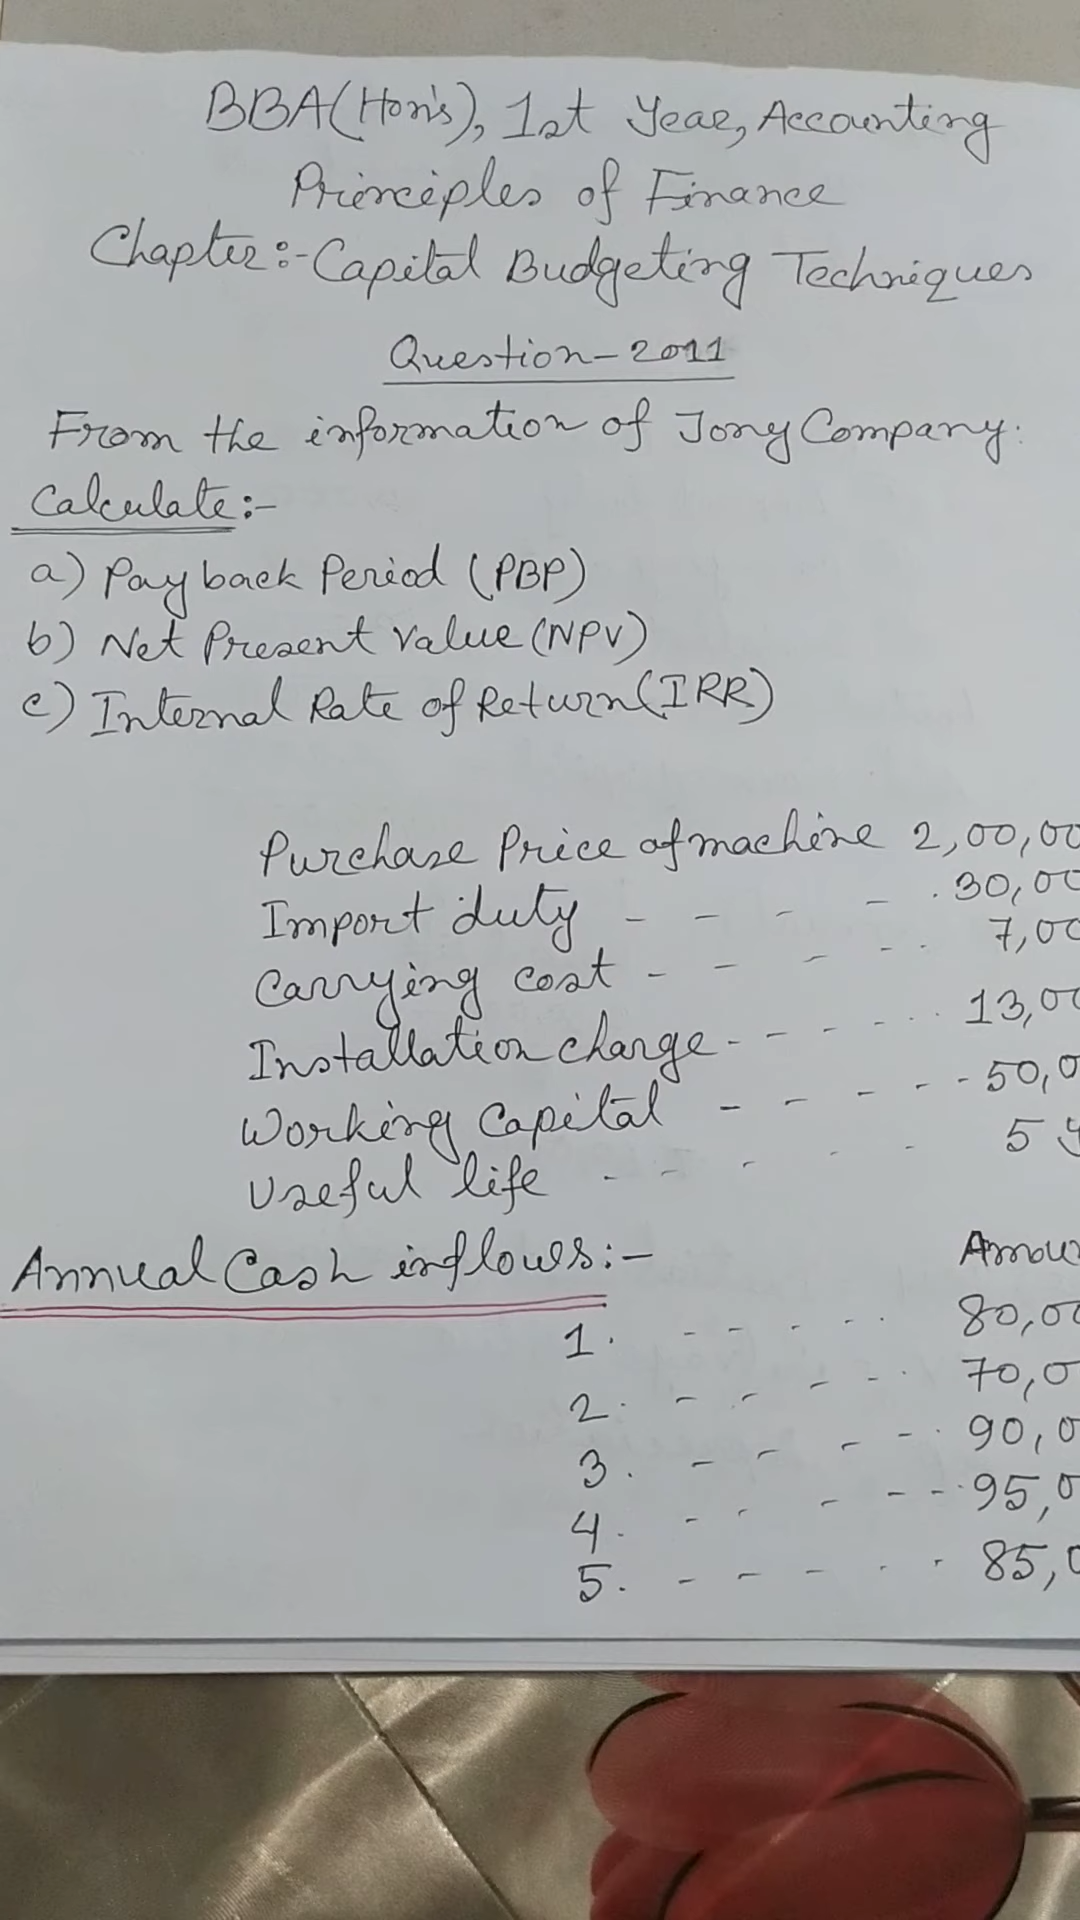 BBA(Hon's), 1st Year, Accounting
Principles of Finance
Chapter:- Capital Budgeting Techniques
Question-2011
From the information of Jony Company.
Calculate:-
a) Pay back Period (PBP)
b) Net Present Value (NPV)
c) Internal Rate of Return (IRR)
Purchase Price of machine 2,00,00
Import duty - - - - . 30,00
Carrying cost - - - - .. 7,00
Installation charge - - - - ... 13,00
Working Capital - - - - - - 50,0
Useful life - - - - - 5 y
Annual Cash inflows:- Amoun
1. - - - - .. 80,00
2. - - - - . 70,0
3. - - - - . 90,0
4. - - - - - . 95,0
5. - - - . . . 85,0